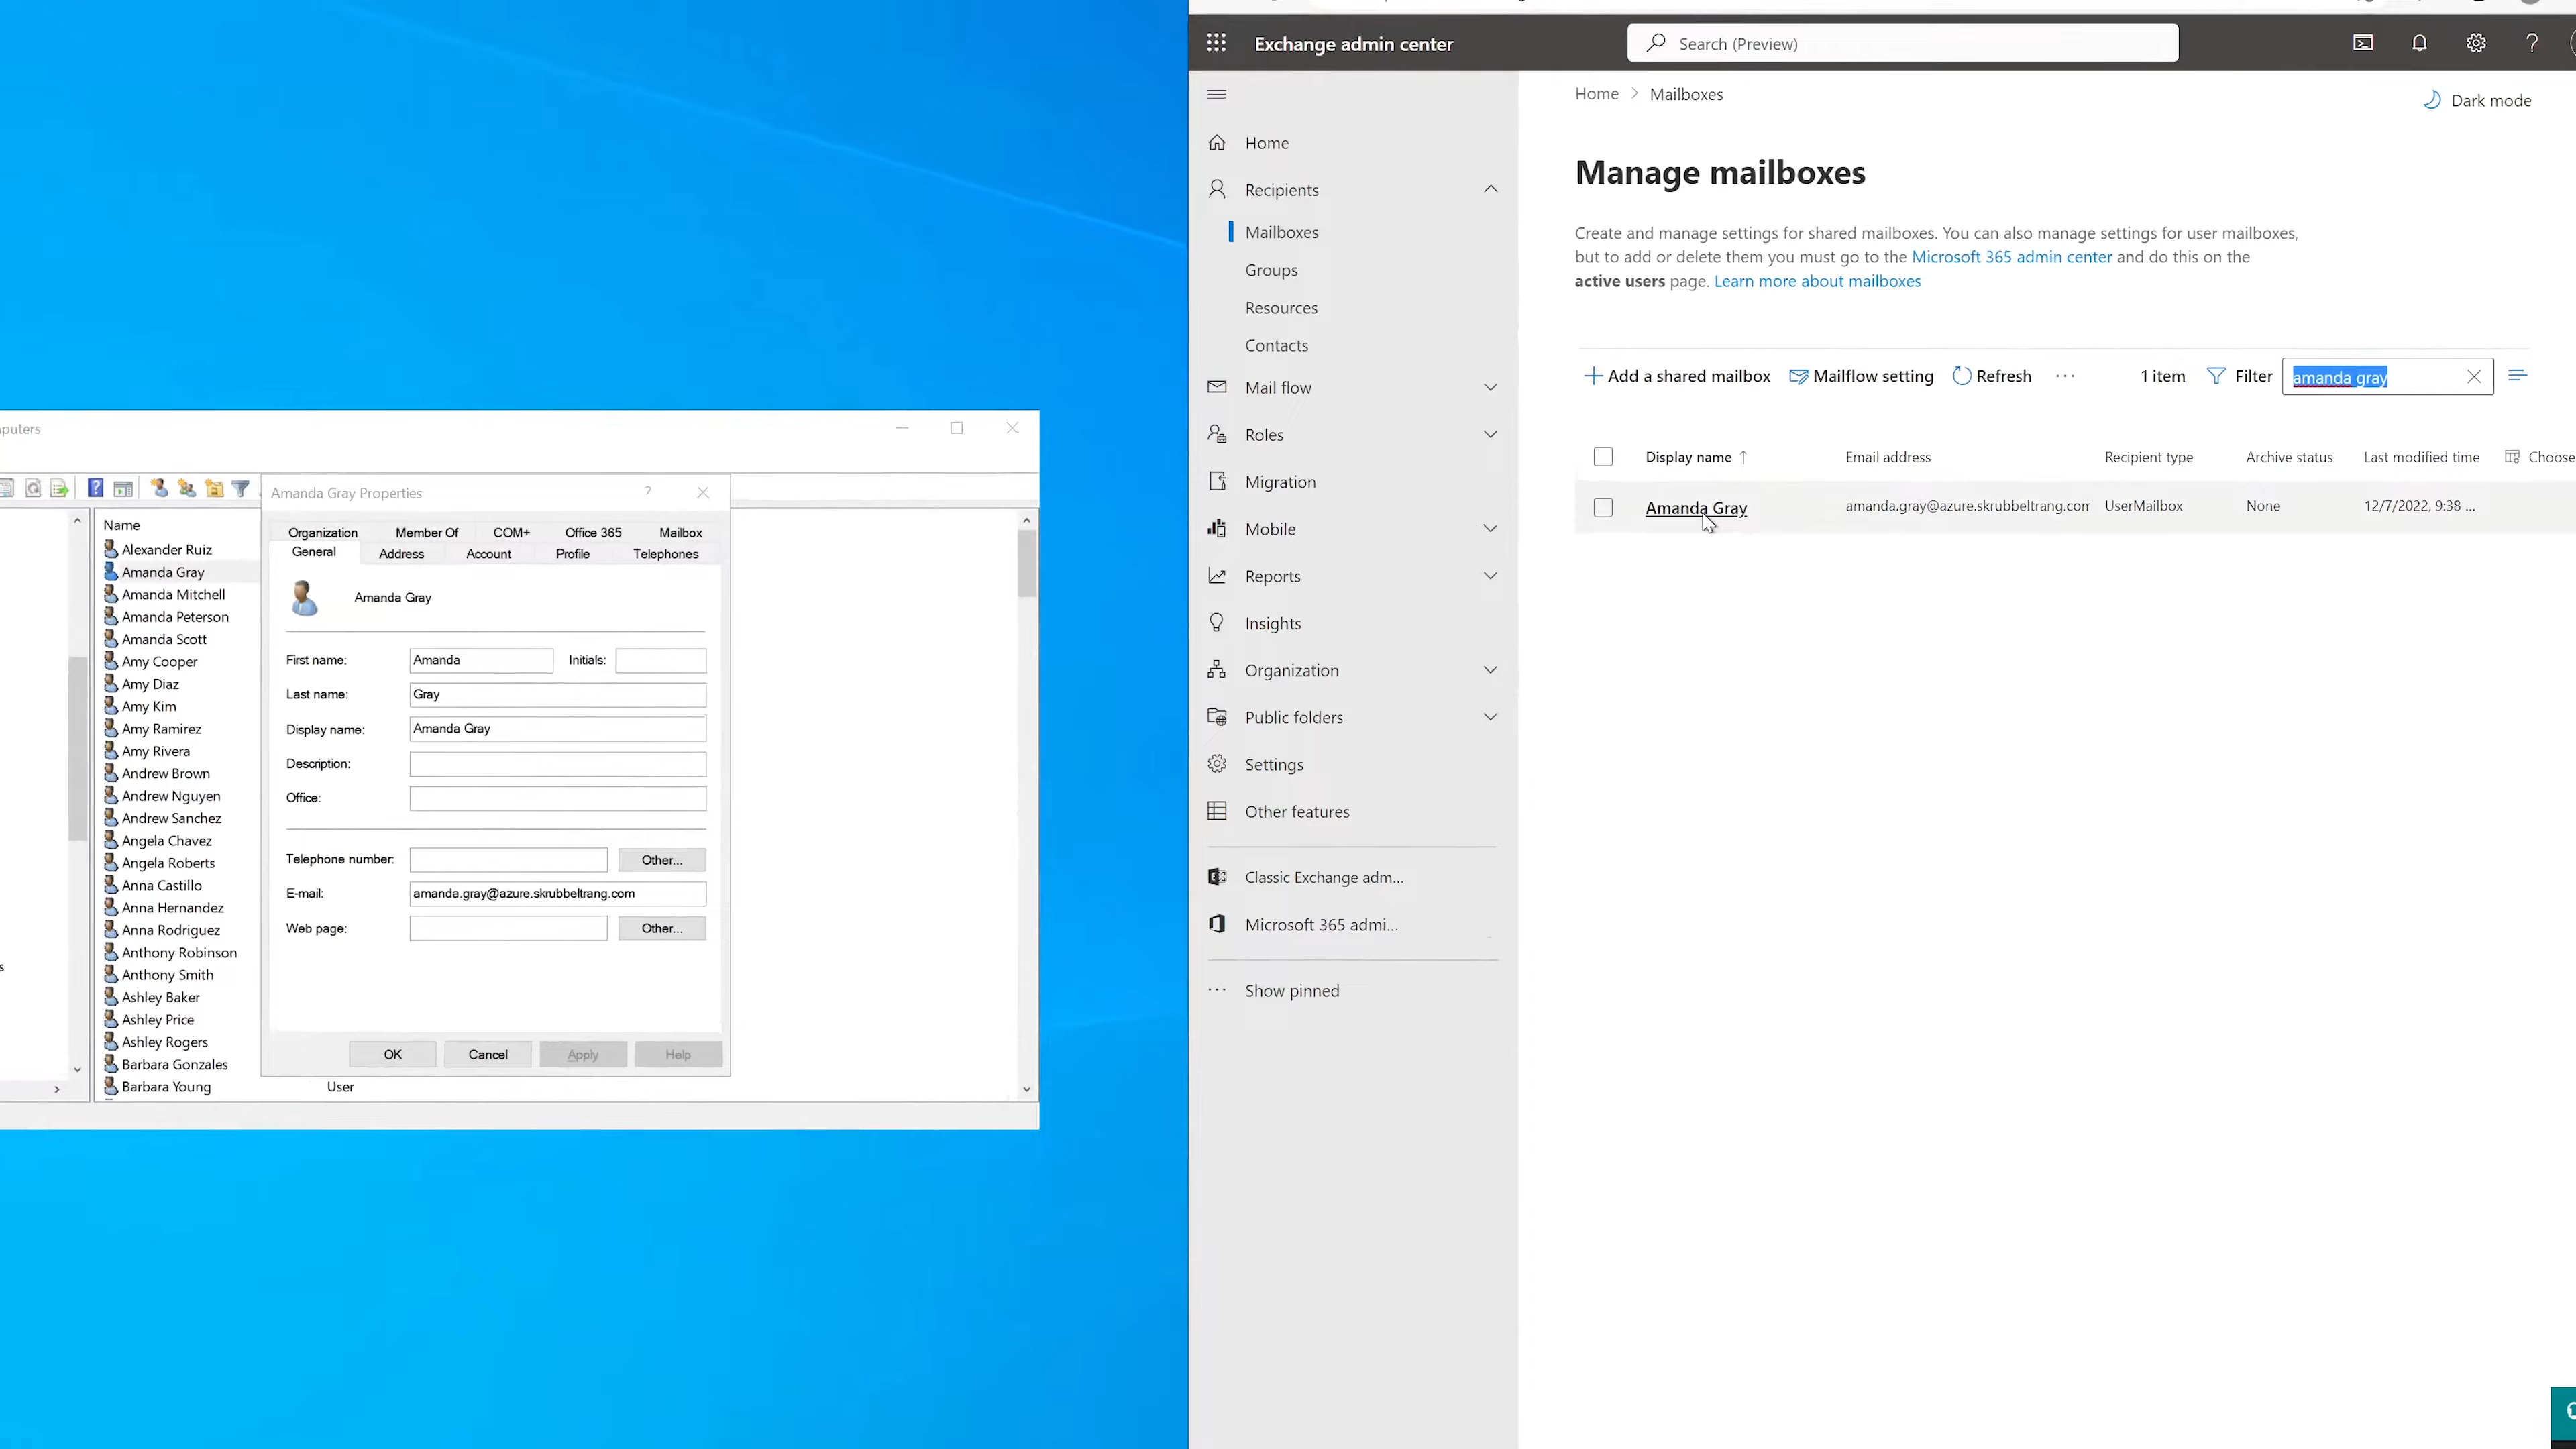 puters
Name
Alexander Ruiz
Amanda Gray
Amanda Mitchell
Amanda Peterson
Amanda Scott
Amy Cooper
Amy Diaz
Amy Kim
Amy Ramirez
Amy Rivera
Andrew Brown
Andrew Nguyen
Andrew Sanchez
Angela Chavez
Angela Roberts
Anna Castillo
Anna Hernandez
Anna Rodriguez
Anthony Robinson
s
Anthony Smith
Ashley Baker
Ashley Price
Ashley Rogers
Barbara Gonzales
Barbara Young User
Amanda Gray Properties ?
Organization Member Of COM+ Office 365 Mailbox
General Address Account Profile Telephones
Amanda Gray
First name: Amanda Initials:
Last name: Gray
Display name: Amanda Gray
Description:
Office:
Telephone number: Other...
E-mail: amanda.gray@azure.skrubbeltrang.com
Web page: Other...
OK Cancel Apply Help
Exchange admin center Search (Preview) ?
Home
Recipients
Mailboxes
Groups
Resources
Contacts
Mail flow
Roles
Migration
Mobile
Reports
Insights
Organization
Public folders
Settings
Other features
Classic Exchange adm...
Microsoft 365 admi...
Show pinned
Home > Mailboxes Dark mode
Manage mailboxes
Create and manage settings for shared mailboxes. You can also manage settings for user mailboxes,
but to add or delete them you must go to the Microsoft 365 admin center and do this on the
active users page. Learn more about mailboxes
Add a shared mailbox Mailflow setting Refresh ... 1 item Filter amanda gray
Display name ↑ Email address Recipient type Archive status Last modified time Choose
Amanda Gray amanda.gray@azure.skrubbeltrang.com UserMailbox None 12/7/2022, 9:38 ...